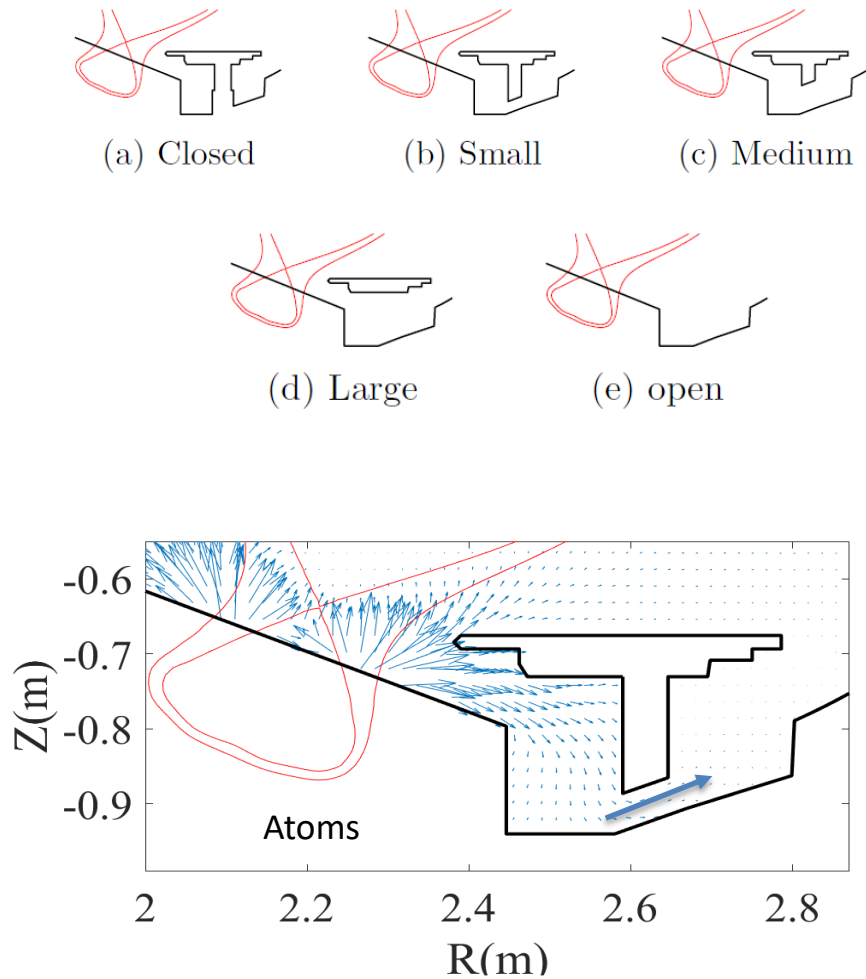 (a) Closed
(b) Small
(c) Medium
(d) Large
(e) open
-0.6
-0.7
-0.8
-0.9
Z(m)
Atoms
2
2.2
2.4
2.6
2.8
R(m)